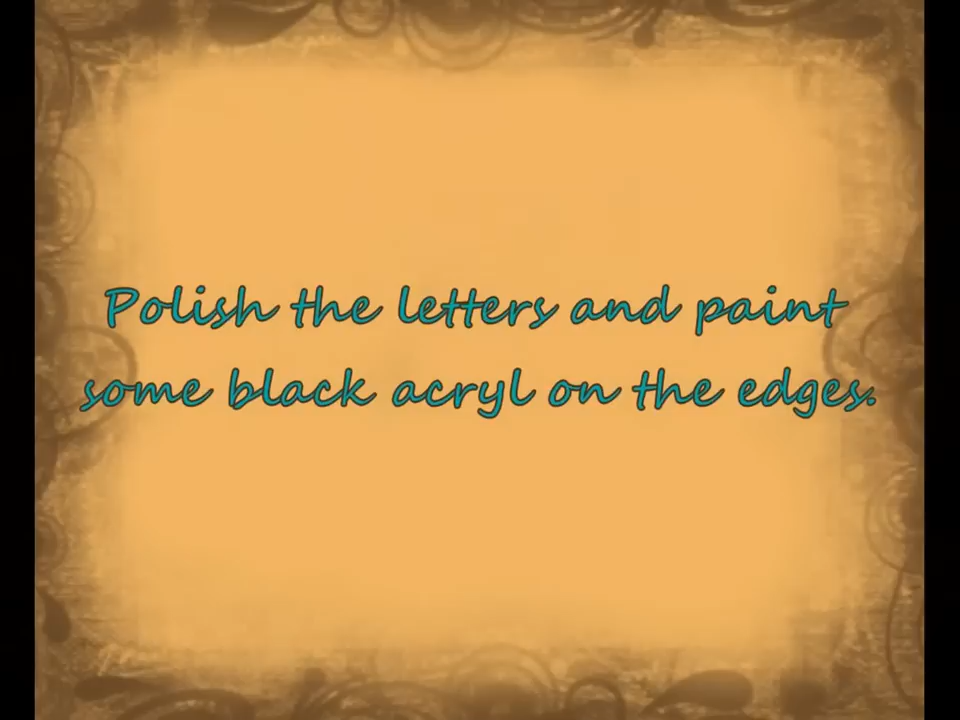 Polish the letters and paint
some black acryl on the edges.